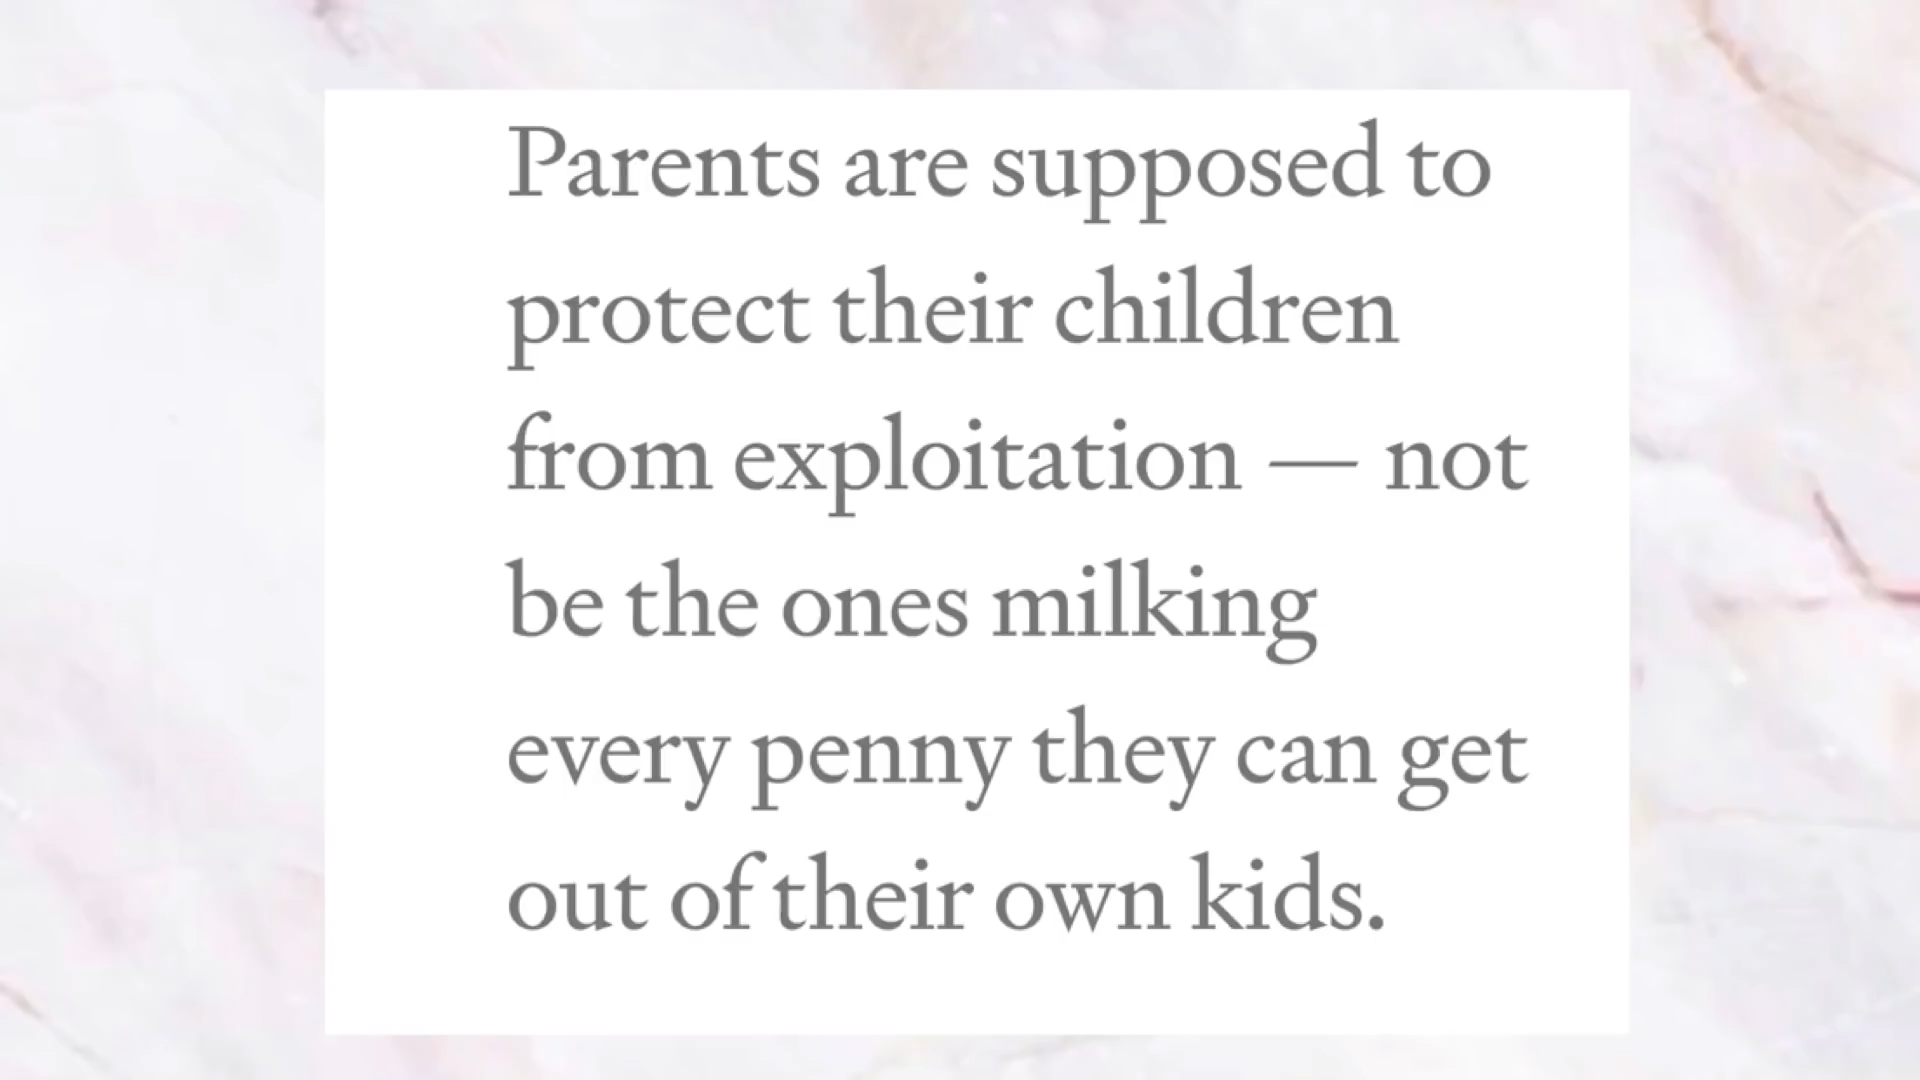 Parents are supposed to
protect their children
from exploitation — not
be the ones milking
every penny they can get
out of their own kids.